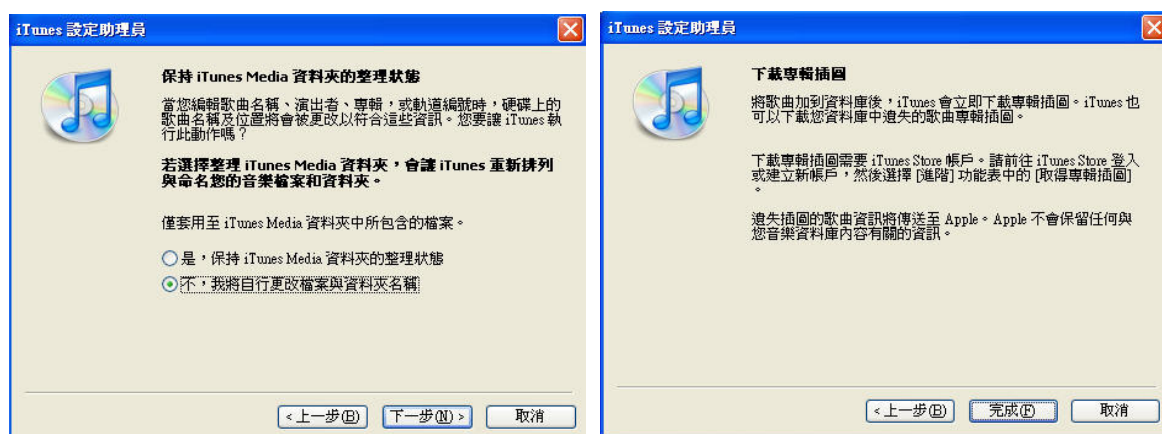 iTunes 設定助理員
保持 iTunes Media 資料夾的整理狀態
當您編輯歌曲名稱、演出者、專輯，或軌道編號時，硬碟上的
歌曲名稱及位置將會被更改以符合這些資訊。您要讓 iTunes 執
行此動作嗎？
若選擇整理 iTunes Media 資料夾，會讓 iTunes 重新排列
與命名您的音樂檔案和資料夾。
僅套用至 iTunes Media 資料夾中所包含的檔案。
是，保持 iTunes Media 資料夾的整理狀態
不，我將自行更改檔案與資料夾名稱
<上一步(B) 下一步(N)> 取消
iTunes 設定助理員
下載專輯插圖
將歌曲加到資料庫後，iTunes 會立即下載專輯插圖。iTunes 也
可以下載您資料庫中遺失的歌曲專輯插圖。
下載專輯插圖需要 iTunes Store 帳戶。請前往 iTunes Store 登入
或建立新帳戶，然後選擇 [進階] 功能表中的 [取得專輯插圖]
。
遺失插圖的歌曲資訊將傳送至 Apple。Apple 不會保留任何與
您音樂資料庫內容有關的資訊。
<上一步(B) 完成(F) 取消